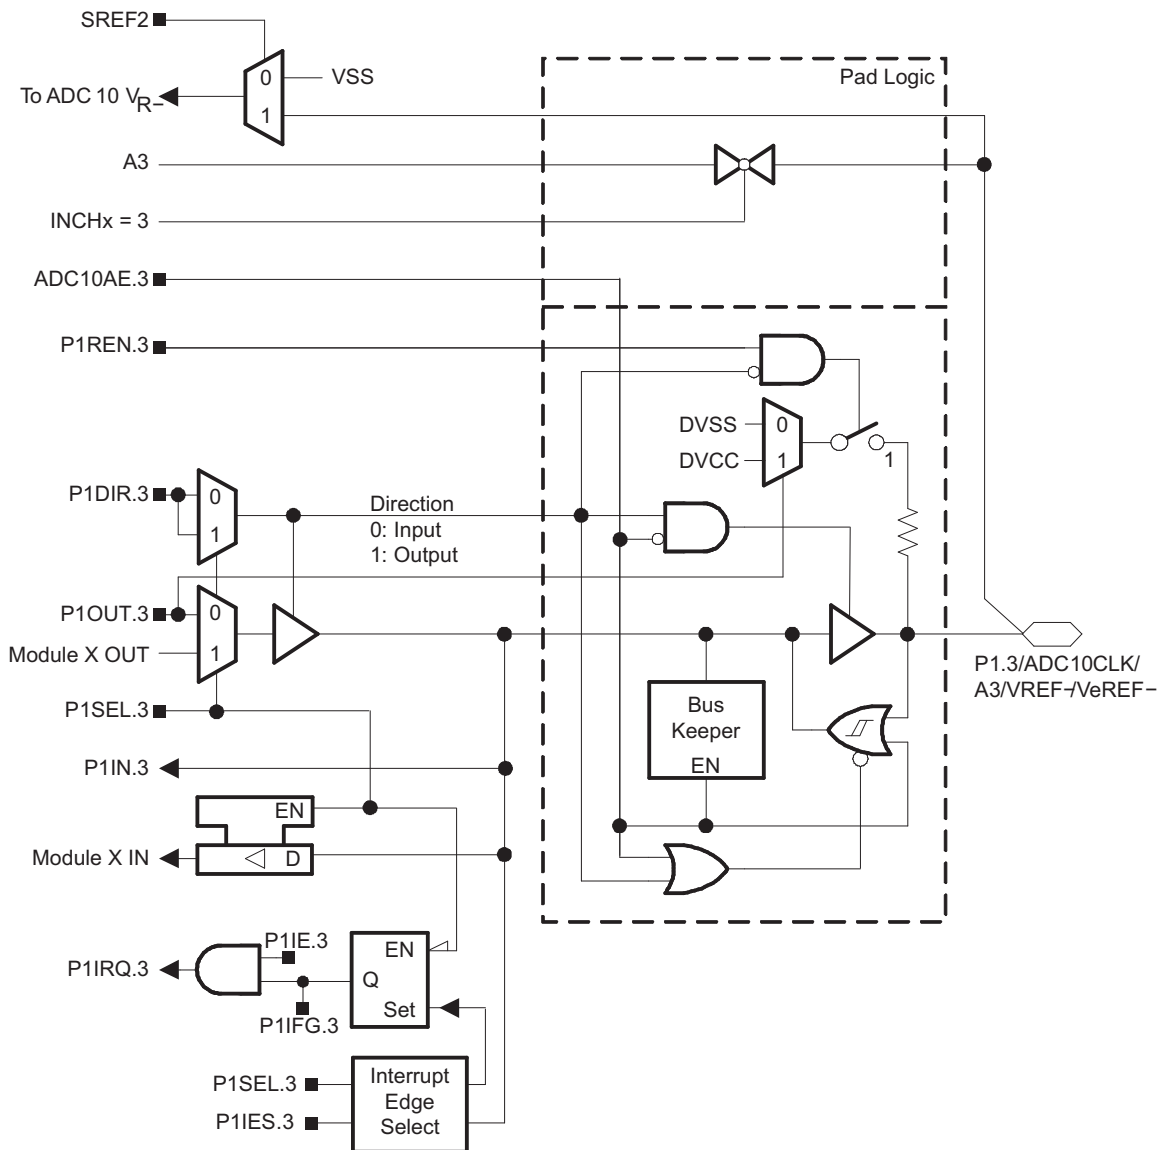 SREF2
0
VSS
Pad Logic
To ADC 10 VR−
1
A3
INCHx = 3
ADC10AE.3
P1REN.3
DVSS
0
DVCC
1
1
P1DIR.3
0
1
Direction
0: Input
1: Output
P1OUT.3
0
Module X OUT
1
P1.3/ADC10CLK/
A3/VREF−/VeREF−
P1SEL.3
Bus
Keeper
EN
P1IN.3
EN
Module X IN
D
P1IE.3
EN
P1IRQ.3
Q
Set
P1IFG.3
P1SEL.3
P1IES.3
Interrupt
Edge
Select